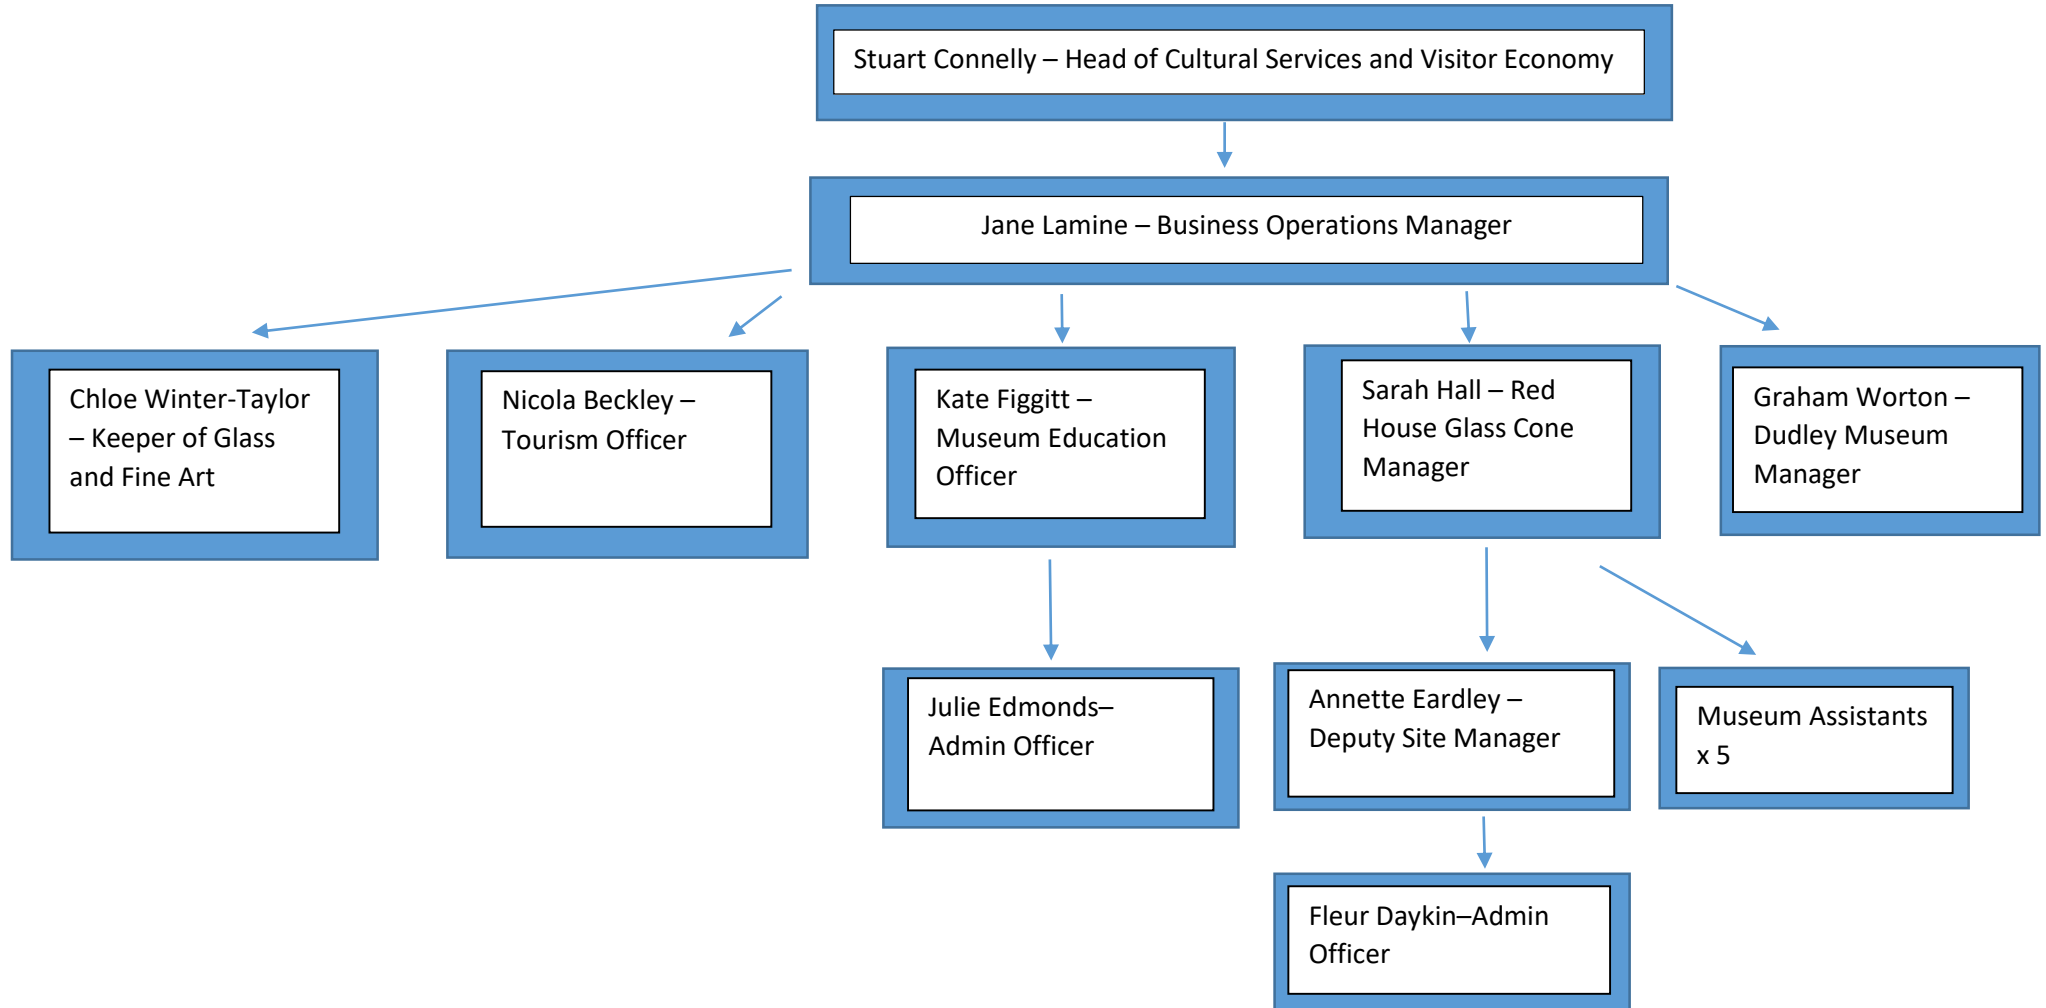 Stuart Connelly – Head of Cultural Services and Visitor Economy
Jane Lamine – Business Operations Manager
Chloe Winter-Taylor
– Keeper of Glass
and Fine Art
Nicola Beckley –
Tourism Officer
Kate Figgitt –
Museum Education
Officer
Sarah Hall – Red
House Glass Cone
Manager
Graham Worton –
Dudley Museum
Manager
Julie Edmonds–
Admin Officer
Annette Eardley –
Deputy Site Manager
Museum Assistants
x 5
Fleur Daykin–Admin
Officer